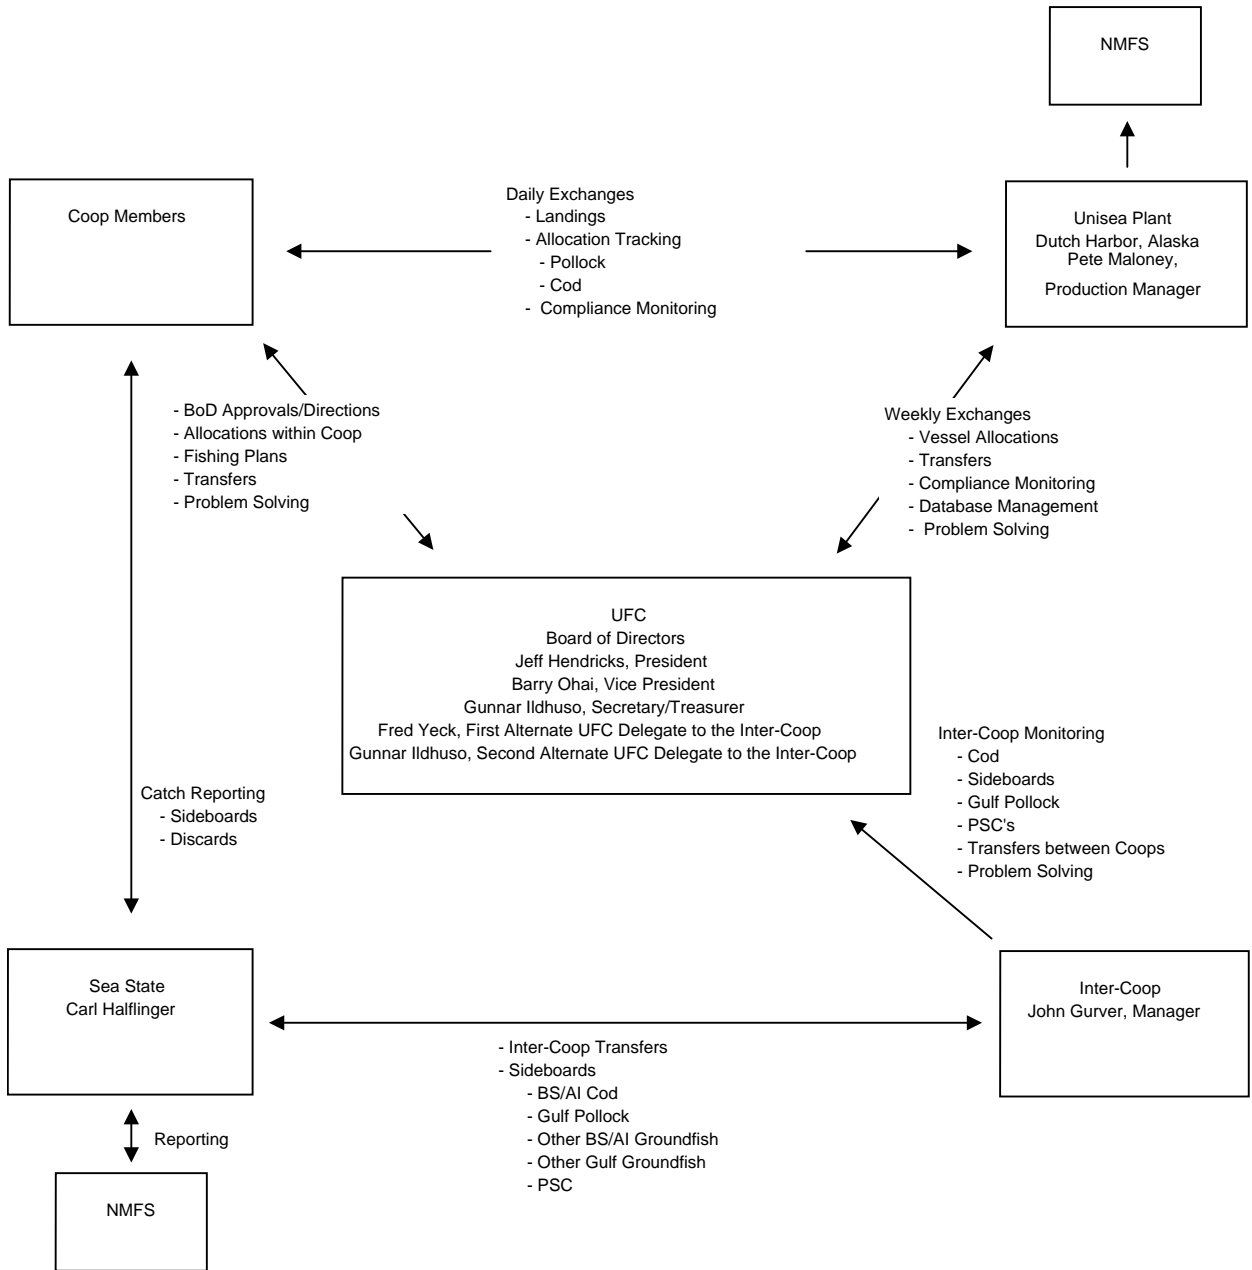 NMFS
Coop Members
Daily Exchanges
- Landings
- Allocation Tracking
- Pollock
- Cod
- Compliance Monitoring
Unisea Plant
Dutch Harbor, Alaska
Pete Maloney,
Production Manager
- BoD Approvals/Directions
- Allocations within Coop
- Fishing Plans
- Transfers
- Problem Solving
Weekly Exchanges
- Vessel Allocations
- Transfers
- Compliance Monitoring
- Database Management
- Problem Solving
UFC
Board of Directors
Jeff Hendricks, President
Barry Ohai, Vice President
Gunnar Ildhuso, Secretary/Treasurer
Fred Yeck, First Alternate UFC Delegate to the Inter-Coop
Gunnar Ildhuso, Second Alternate UFC Delegate to the Inter-Coop
Inter-Coop Monitoring
- Cod
- Sideboards
- Gulf Pollock
- PSC's
- Transfers between Coops
- Problem Solving
Catch Reporting
- Sideboards
- Discards
Sea State
Carl Halflinger
Inter-Coop
John Gurver, Manager
- Inter-Coop Transfers
- Sideboards
- BS/AI Cod
- Gulf Pollock
- Other BS/AI Groundfish
- Other Gulf Groundfish
- PSC
Reporting
NMFS